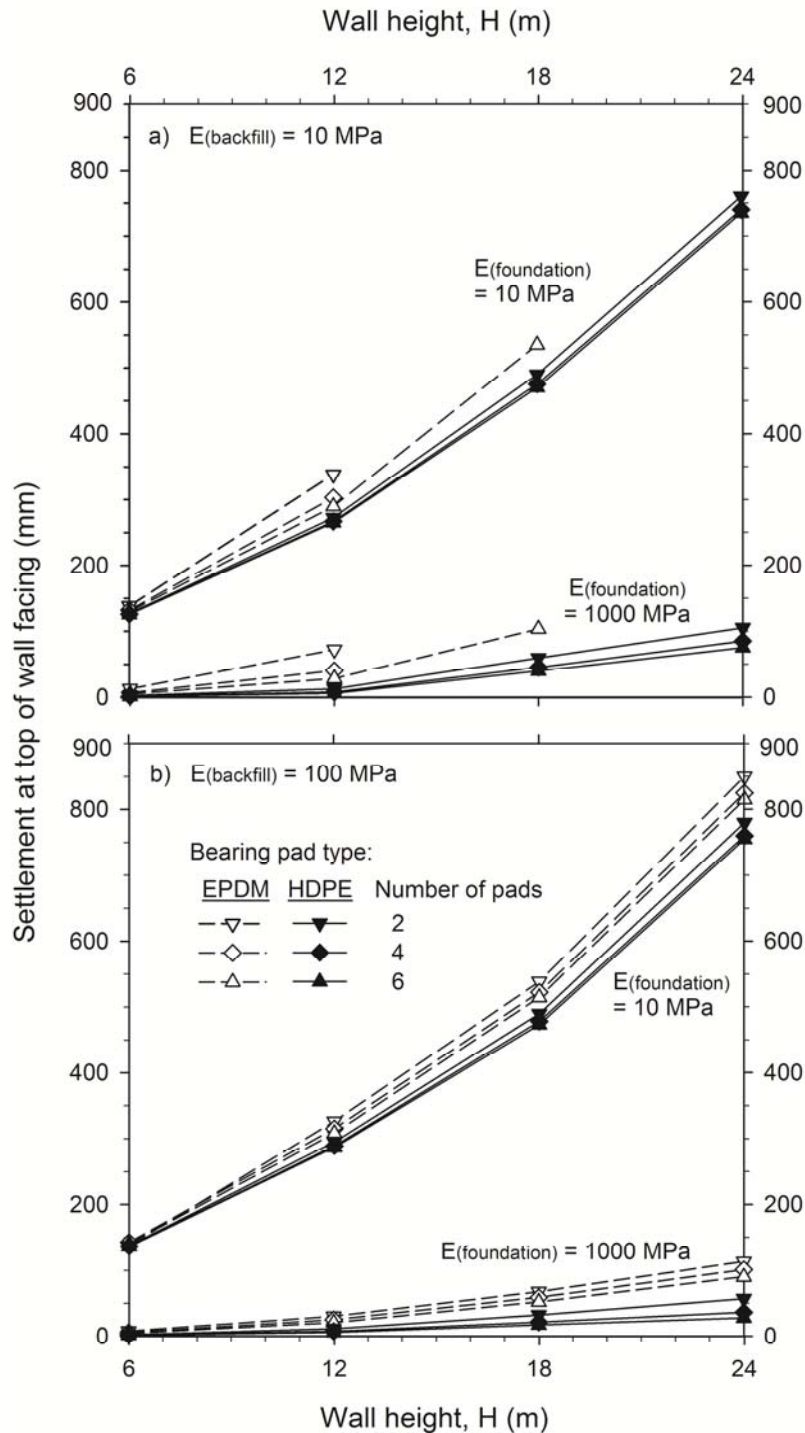 Wall height, H (m)
6 12 18 24
900 900
a) E(backfill) = 10 MPa
800 800
E(foundation)
= 10 MPa
600 600
400 400
200 200
E(foundation)
= 1000 MPa
0 0
Settlement at top of wall facing (mm)
900 900
b) E(backfill) = 100 MPa
800 800
Bearing pad type:
EPDM HDPE Number of pads
2
4
6
600 600
E(foundation)
= 10 MPa
400 400
200 200
E(foundation) = 1000 MPa
0 0
6 12 18 24
Wall height, H (m)